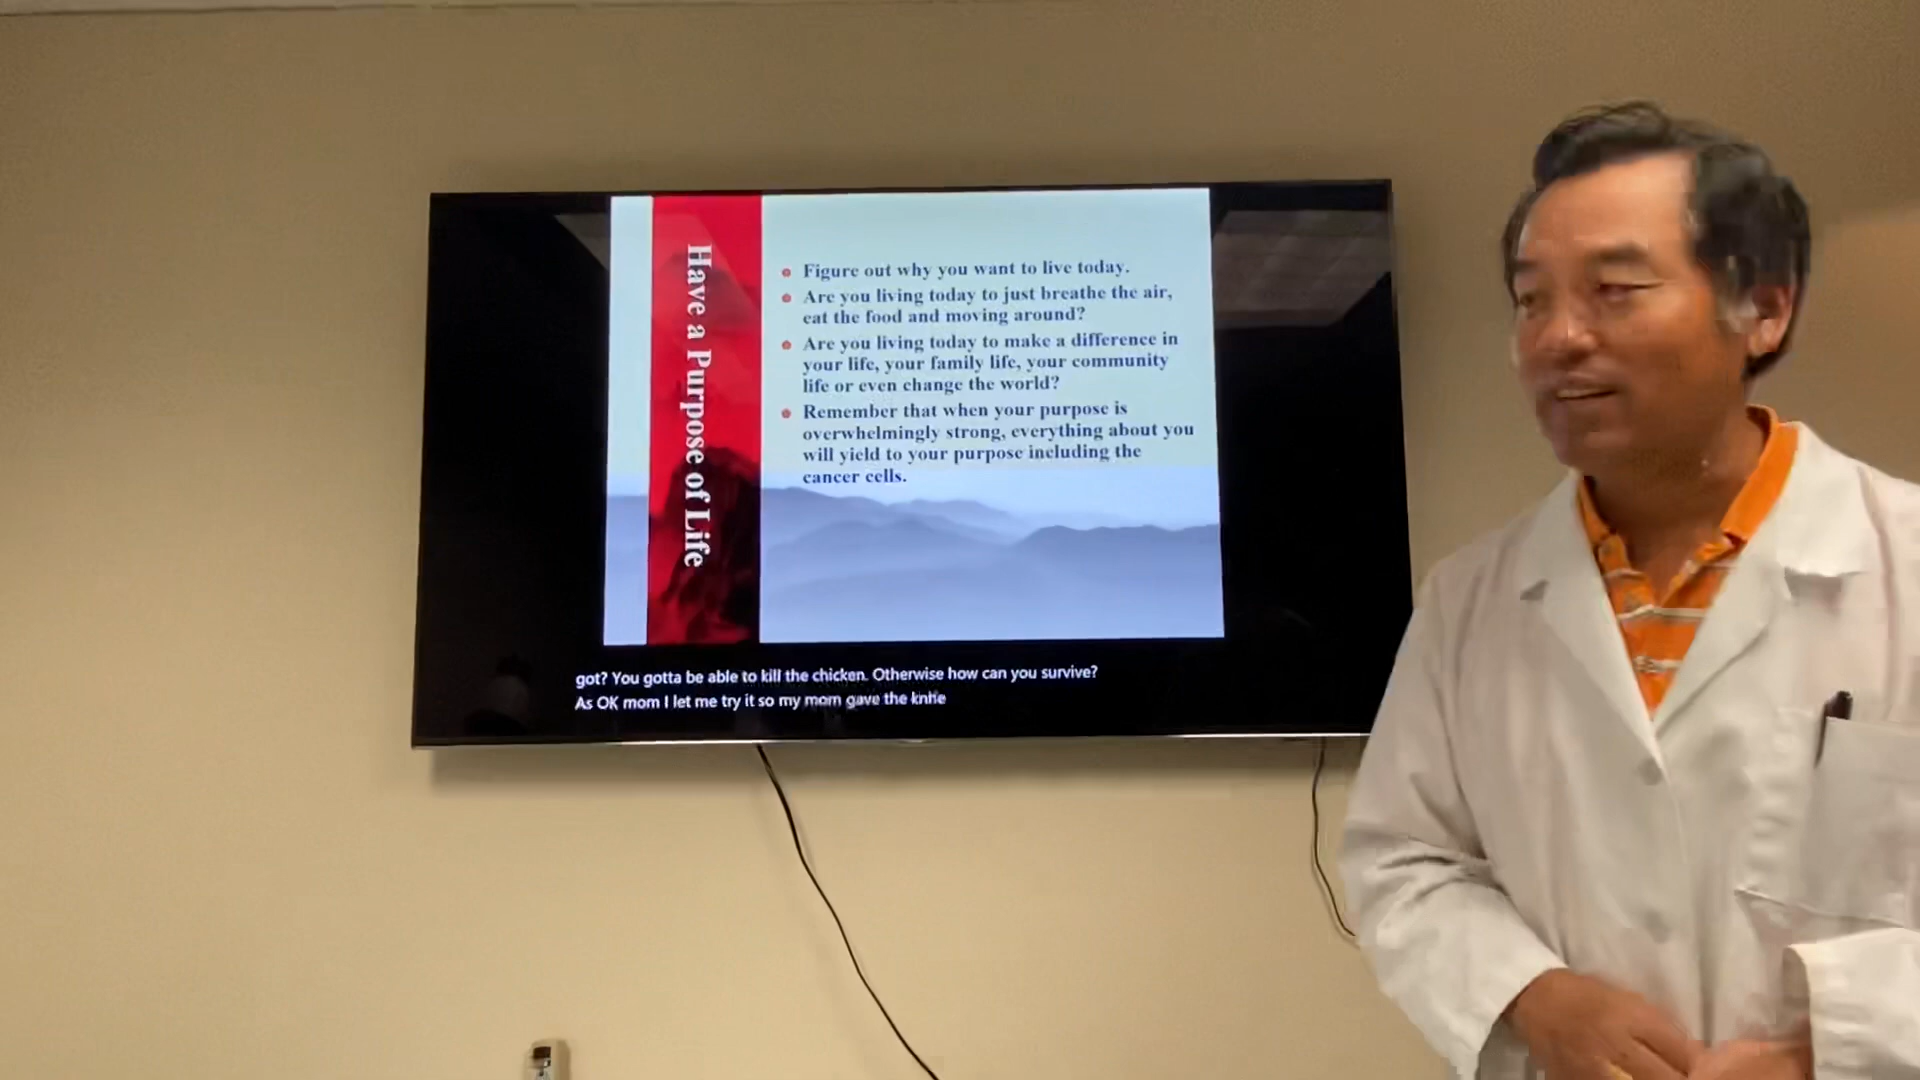 Have a Purpose of Life
Figure out why you want to live today.
Are you living today to just breathe the air,
eat the food and moving around?
Are you living today to make a difference in
your life, your family life, your community
life or even change the world?
Remember that when your purpose is
overwhelmingly strong, everything about you
will yield to your purpose including the
cancer cells.
got? You gotta be able to kill the chicken. Otherwise how can you survive?
As OK mom I let me try it so my mom gave the knife